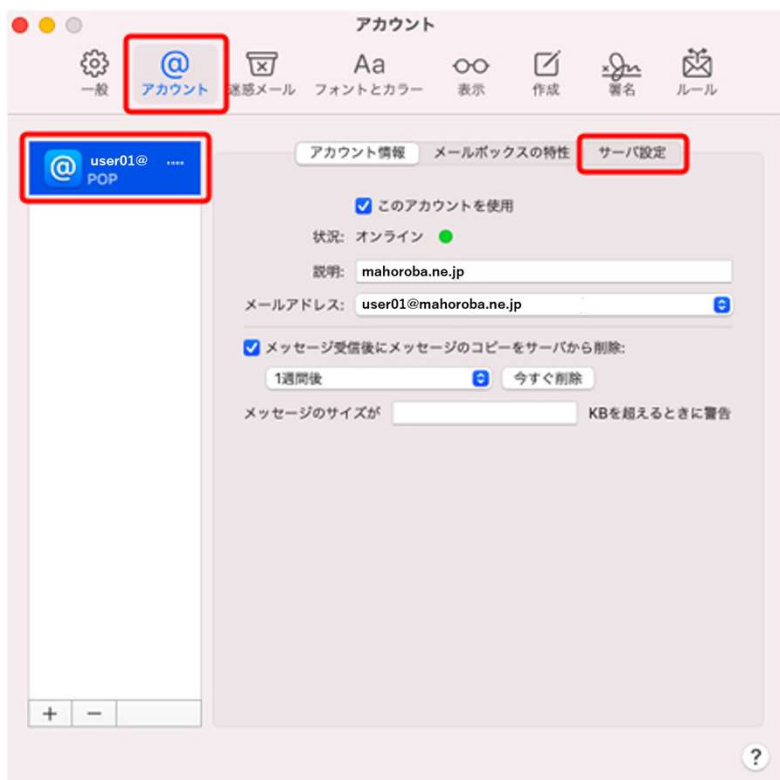 アカウント
@
Aa
一般 アカウント 迷惑メール フォントとカラー 表示 作成 署名 ルール
@ user01@ ....
POP
アカウント情報 メールボックスの特性 サーバ設定
このアカウントを使用
状況: オンライン
説明: mahoroba.ne.jp
メールアドレス: user01@mahoroba.ne.jp
メッセージ受信後にメッセージのコピーをサーバから削除:
1週間後 今すぐ削除
メッセージのサイズが KBを超えるときに警告
+ −
?